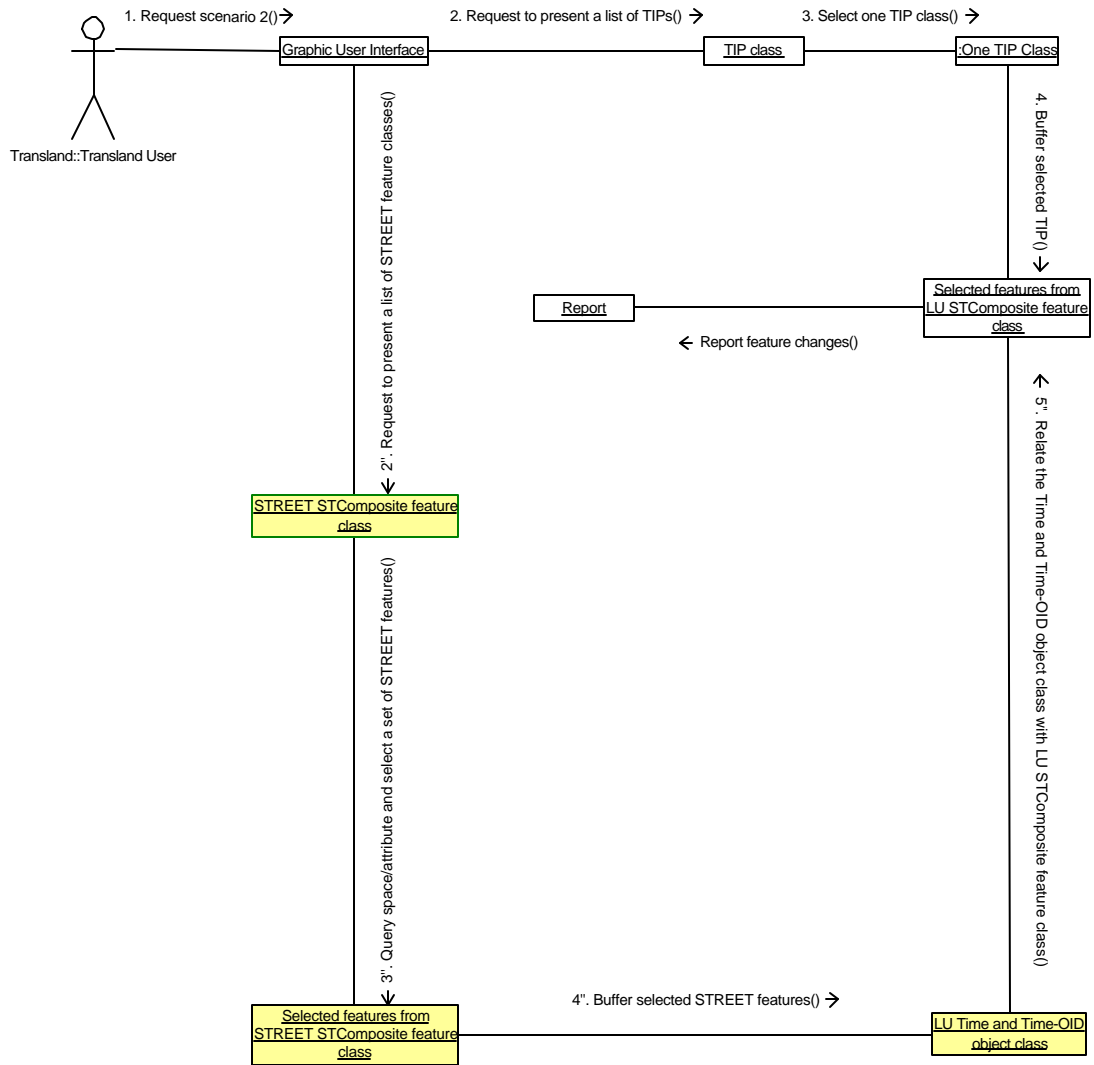 1. Request scenario 2()
2. Request to present a list of TIPs()
3. Select one TIP class()
Graphic User Interface
TIP class
:One TIP Class
Transland::Transland User
2". Request to present a list of STREET feature classes()
4. Buffer selected TIP()
Selected features from
LU STComposite feature
class
Report
Report feature changes()
5". Relate the Time and Time-OID object class with LU STComposite feature class()
STREET STComposite feature
class
3". Query space/attribute and select a set of STREET features()
4". Buffer selected STREET features()
Selected features from
STREET STComposite feature
class
LU Time and Time-OID
object class